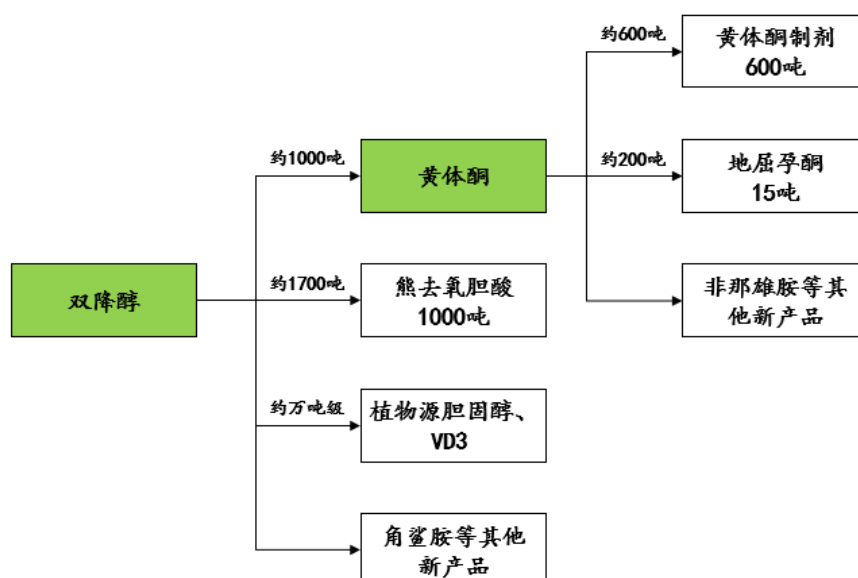 约600吨
黄体酮制剂
600吨
约1000吨
黄体酮
约200吨
地屈孕酮
15吨
双降醇
约1700吨
熊去氧胆酸
1000吨
非那雄胺等其
他新产品
约万吨级
植物源胆固醇、
VD3
角鲨胺等其他
新产品